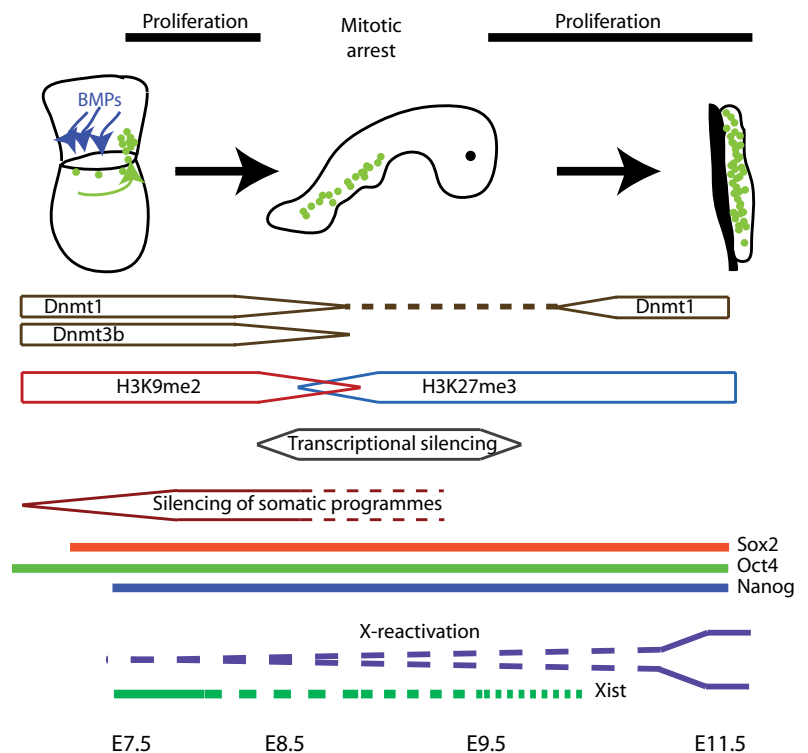 Proliferation
Mitotic
arrest
Proliferation
BMPs
Dnmt1
Dnmt1
Dnmt3b
H3K9me2
H3K27me3
Transcriptional silencing
Silencing of somatic programmes
Sox2
Oct4
Nanog
X-reactivation
Xist
E7.5
E8.5
E9.5
E11.5